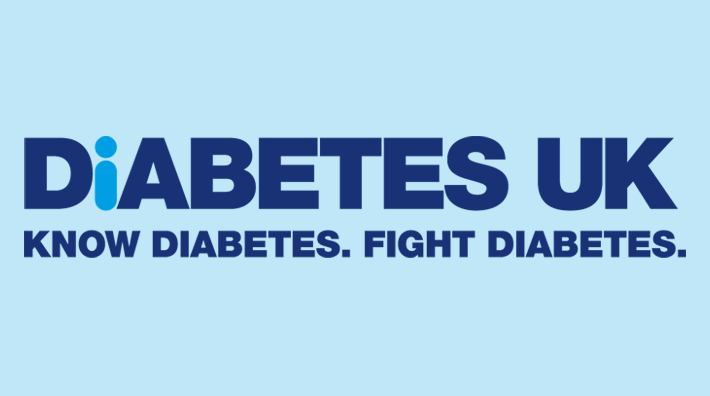 DiABETES UK
KNOW DIABETES. FIGHT DIABETES.